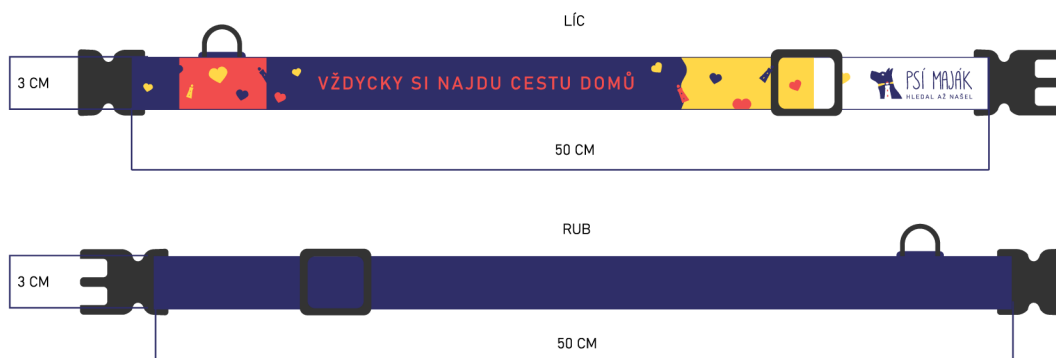 LÍC
3 CM
VŽDYCKY SI NAJDU CESTU DOMŮ
PSÍ MAJÁK
HLEDAL AŽ NAŠEL
50 CM
RUB
3 CM
50 CM